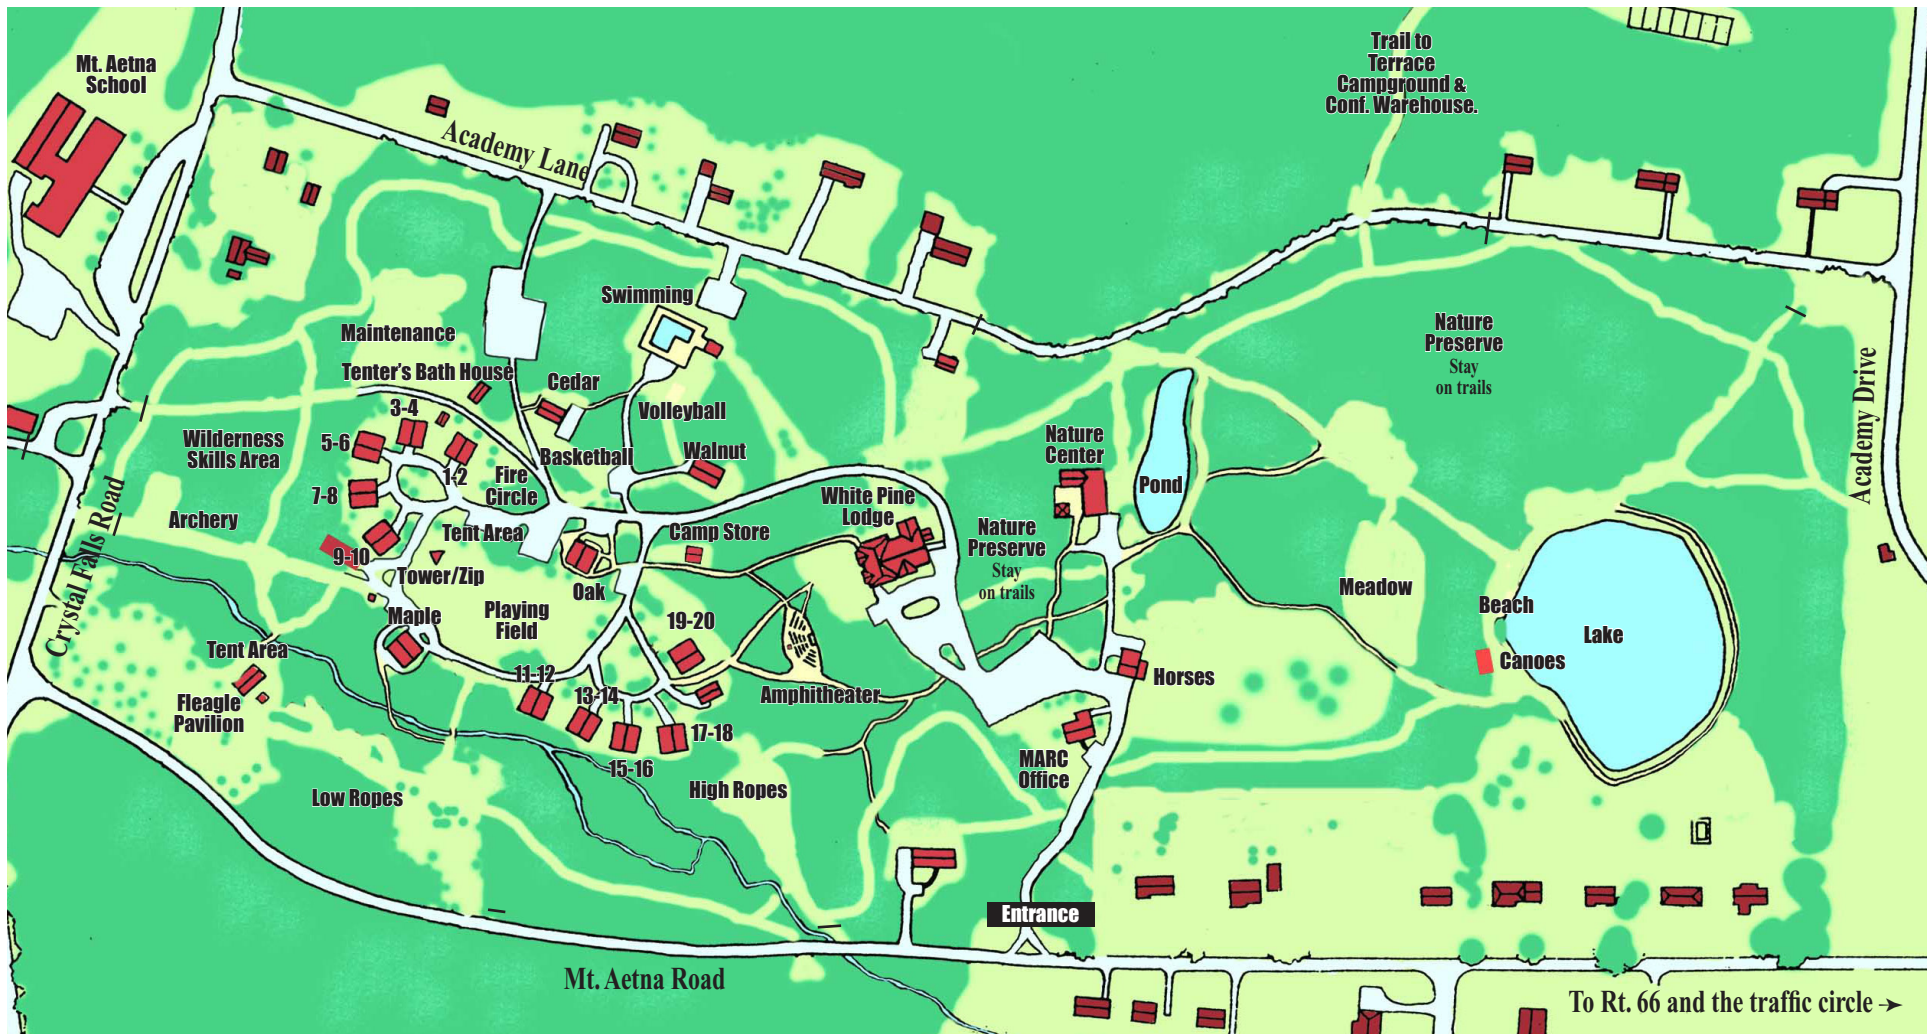 Mt. Aetna
School
Academy Lane
Trail to
Terrace
Campground &
Conf. Warehouse.
Swimming
Maintenance
Tenter's Bath House
Cedar
Nature
Preserve
Stay
on trails
Academy Drive
3-4
Volleyball
5-6
Wilderness
Skills Area
1-2
Fire
Circle
Basketball
Walnut
Nature
Center
7-8
White Pine
Lodge
Pond
Archery
Tent Area
Camp Store
Nature
Preserve
Stay
on trails
Crystal Falls Road
9-10
Tower/Zip
Oak
Meadow
Maple
Playing
Field
19-20
Beach
Lake
Tent Area
Canoes
11-12
Horses
13-14
Amphitheater
Fleagle
Pavilion
17-18
15-16
MARC
Office
High Ropes
Low Ropes
Entrance
Mt. Aetna Road
To Rt. 66 and the traffic circle →